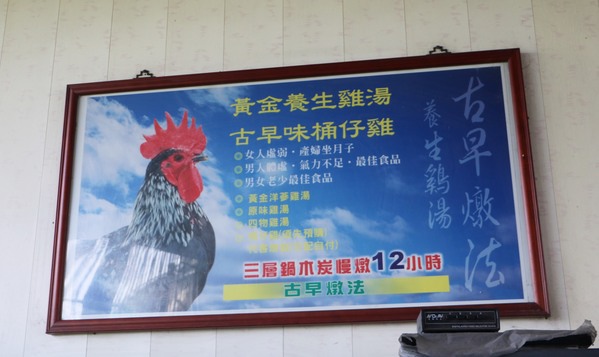 黃金養生雞湯
古早味桶仔雞
女人虛弱·產婦坐月子
男人體虛·氣力不足·最佳食品
男女老少最佳食品
黃金洋蔘雞湯
原味雞湯
四物雞湯
三層鍋木炭慢燉12小時
古早燉法
古早燉法
養生鷄湯